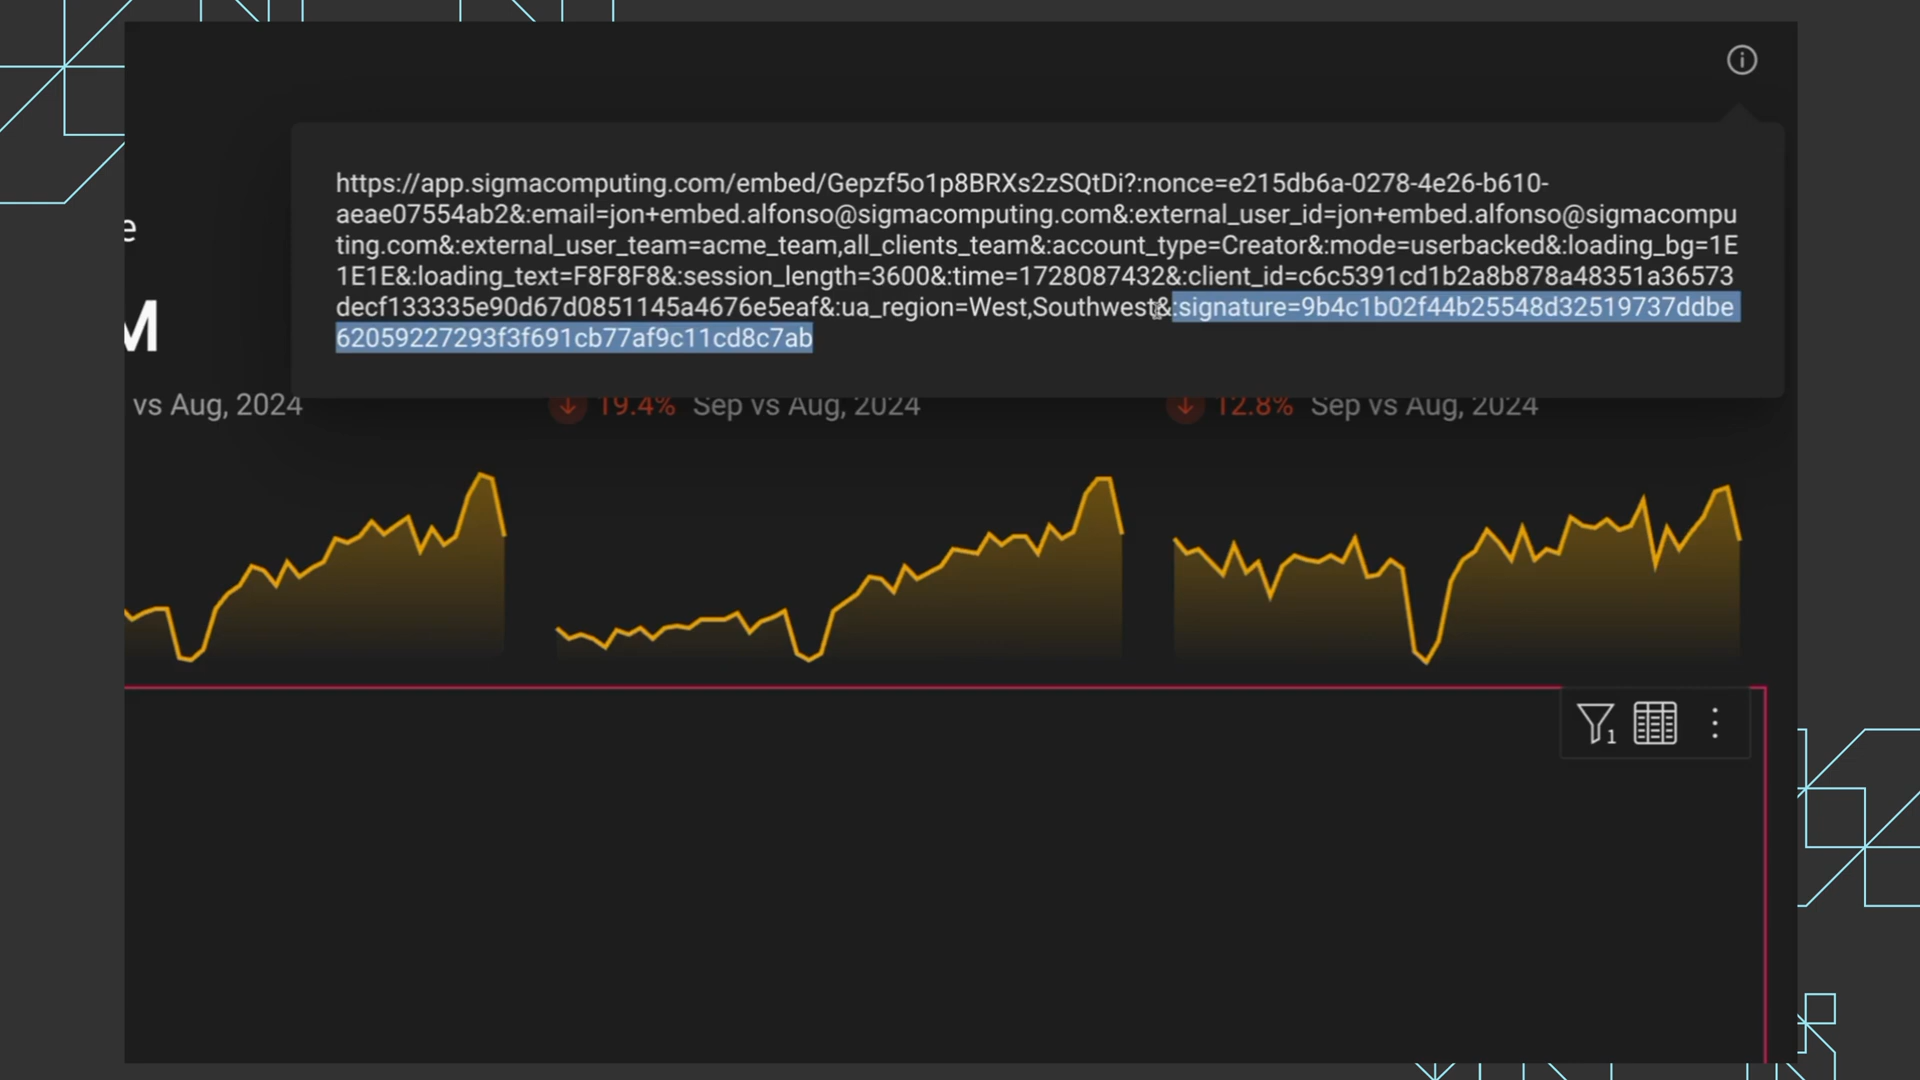 https://app.sigmacomputing.com/embed/Gepzf5o1p8BRXs2zSQtDi?:nonce=e215db6a-0278-4e26-b610-
aeae07554ab2&:email=jon+embed.alfonso@sigmacomputing.com&:external_user_id=jon+embed.alfonso@sigmacompu
ting.com&:external_user_team=acme_team,all_clients_team&:account_type=Creator&:mode=userbacked&:loading_bg=1E
1E1E&:loading_text=F8F8F8&:session_length=3600&:time=1728087432&:client_id=c6c5391cd1b2a8b878a48351a36573
decf133335e90d67d0851145a4676e5eaf&:ua_region=West,Southwest&:signature=9b4c1b02f44b25548d32519737ddbe
62059227293f3f691cb77af9c11cd8c7ab
e
M
vs Aug, 2024
19.4% Sep vs Aug, 2024
12.8% Sep vs Aug, 2024
1